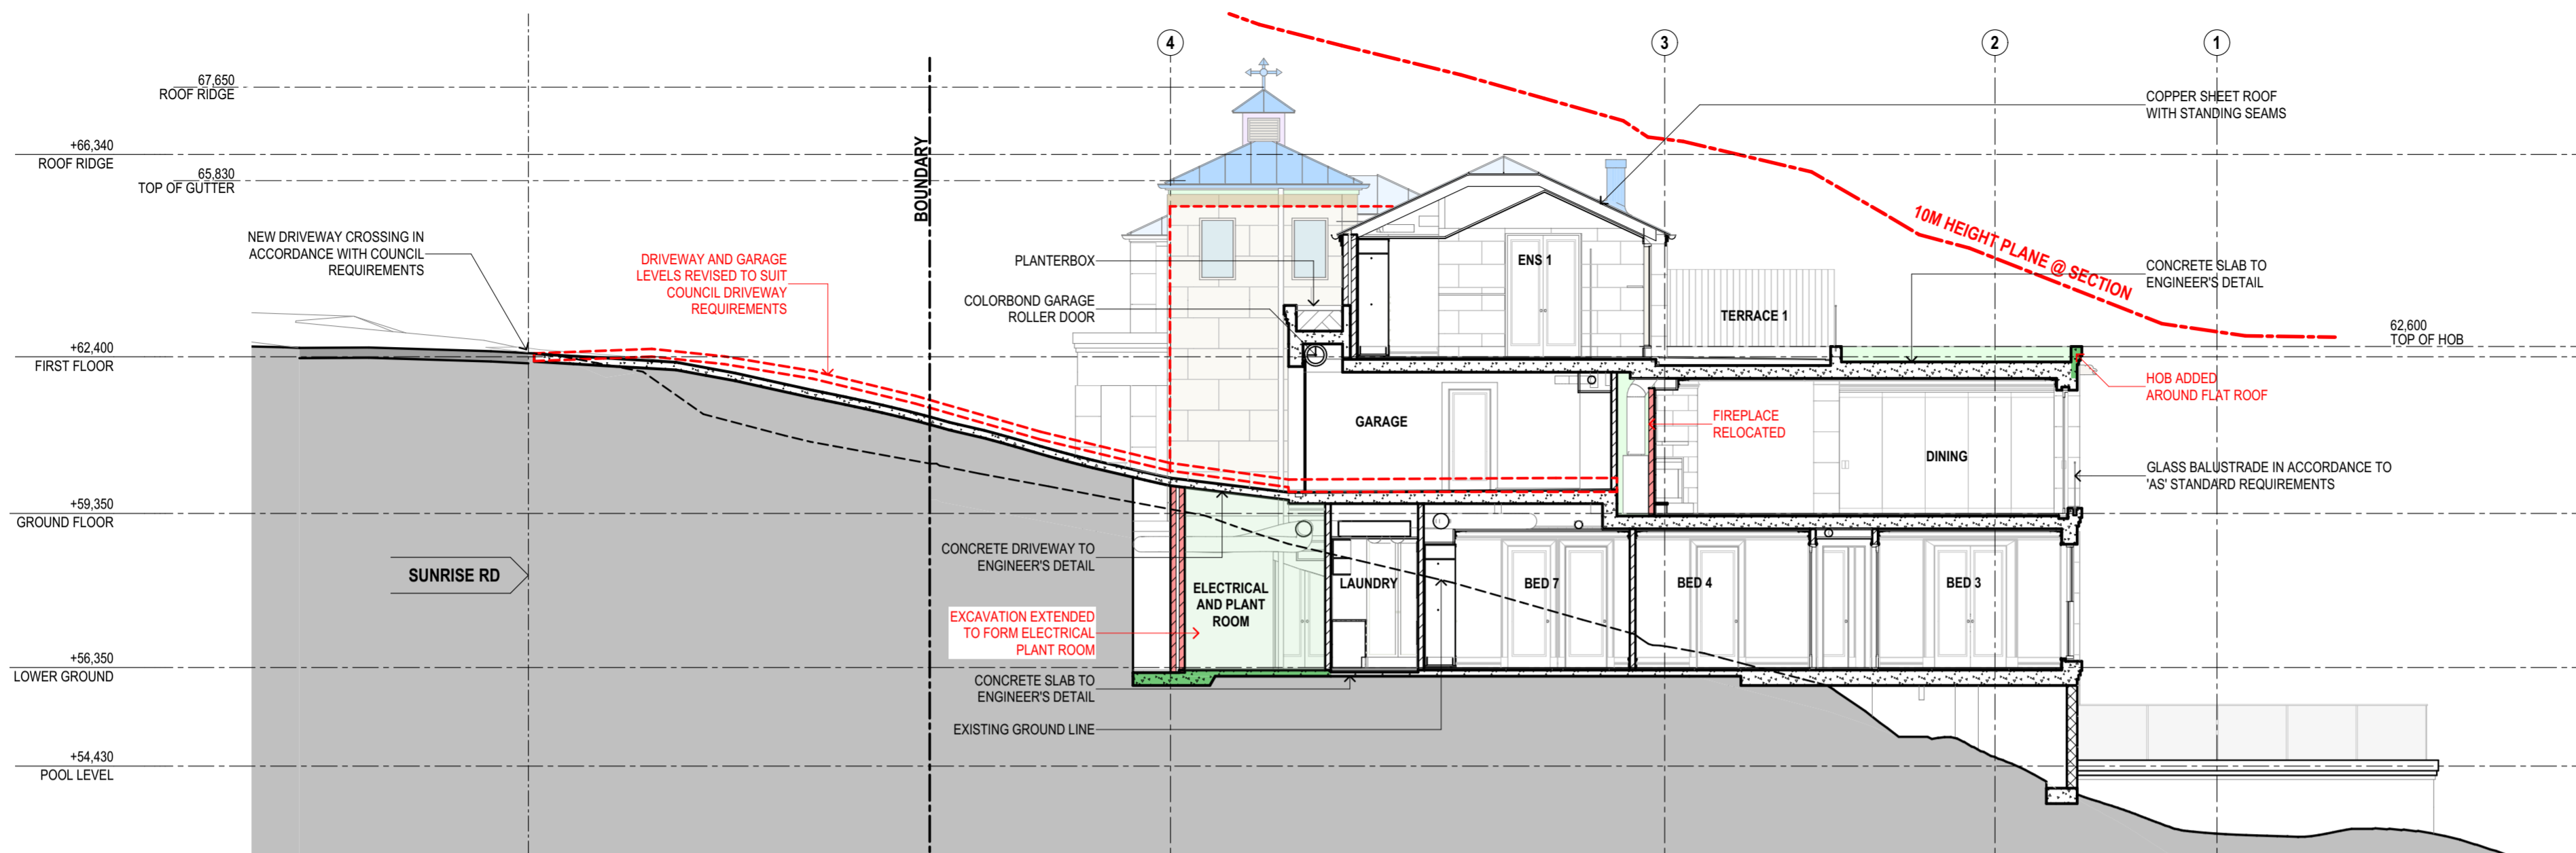 4
3
2
1
67,650
ROOF RIDGE
+66,340
ROOF RIDGE
65,830
TOP OF GUTTER
BOUNDARY
COPPER SHEET ROOF
WITH STANDING SEAMS
NEW DRIVEWAY CROSSING IN
ACCORDANCE WITH COUNCIL
REQUIREMENTS
DRIVEWAY AND GARAGE
LEVELS REVISED TO SUIT
COUNCIL DRIVEWAY
REQUIREMENTS
PLANTERBOX
COLORBOND GARAGE
ROLLER DOOR
ENS 1
TERRACE 1
10M HEIGHT PLANE @ SECTION
CONCRETE SLAB TO
ENGINEER'S DETAIL
+62,400
FIRST FLOOR
62,600
TOP OF HOB
HOB ADDED
AROUND FLAT ROOF
GARAGE
FIREPLACE
RELOCATED
DINING
GLASS BALUSTRADE IN ACCORDANCE TO
'AS' STANDARD REQUIREMENTS
+59,350
GROUND FLOOR
SUNRISE RD
CONCRETE DRIVEWAY TO
ENGINEER'S DETAIL
ELECTRICAL
AND PLANT
ROOM
LAUNDRY
BED 7
BED 4
BED 3
EXCAVATION EXTENDED
TO FORM ELECTRICAL
PLANT ROOM
+56,350
LOWER GROUND
CONCRETE SLAB TO
ENGINEER'S DETAIL
EXISTING GROUND LINE
+54,430
POOL LEVEL